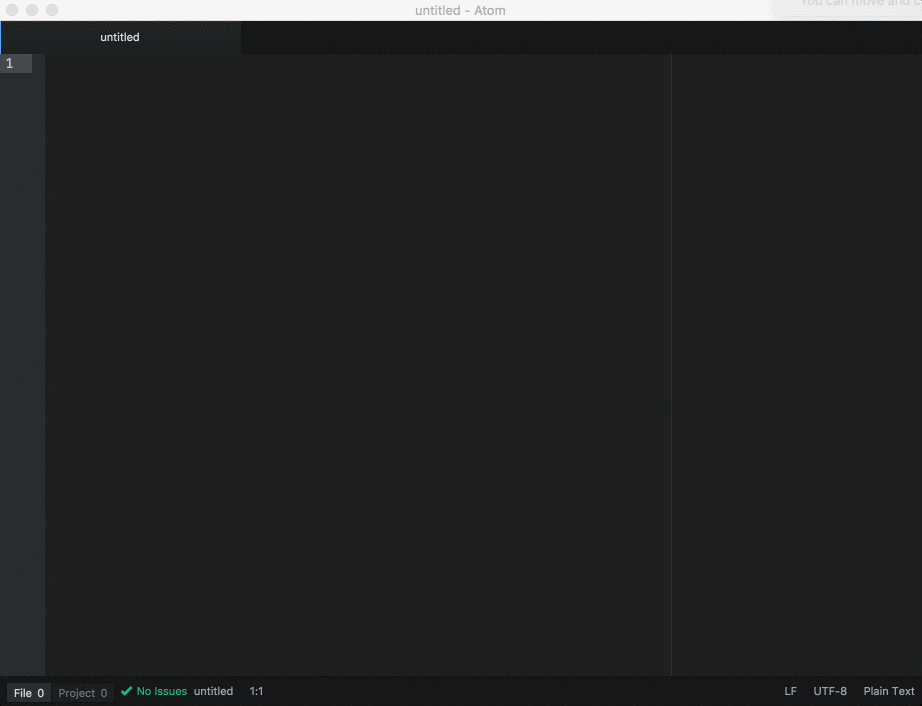 untitled - Atom
You can move and
untitled
1
File 0 Project 0 No Issues untitled 1:1 LF UTF-8 Plain Text